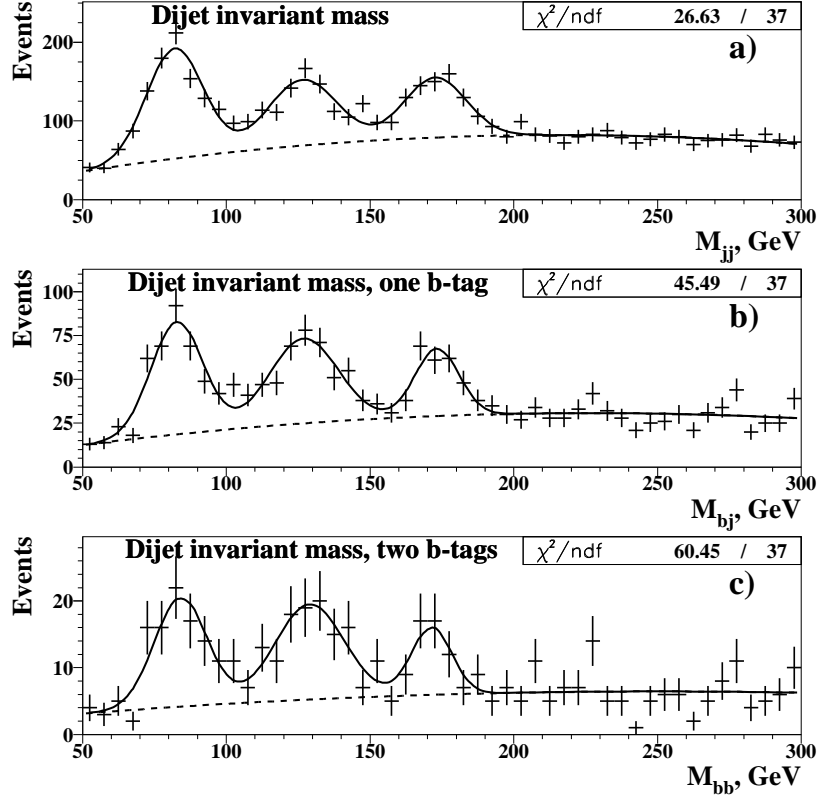 Dijet invariant mass
χ²/ndf 26.63 / 37
a)
Events
200
100
0
50 100 150 200 250 300
M_jj, GeV
Dijet invariant mass, one b-tag
χ²/ndf 45.49 / 37
b)
Events
100
75
50
25
0
50 100 150 200 250 300
M_bj, GeV
Dijet invariant mass, two b-tags
χ²/ndf 60.45 / 37
c)
Events
20
10
0
50 100 150 200 250 300
M_bb, GeV